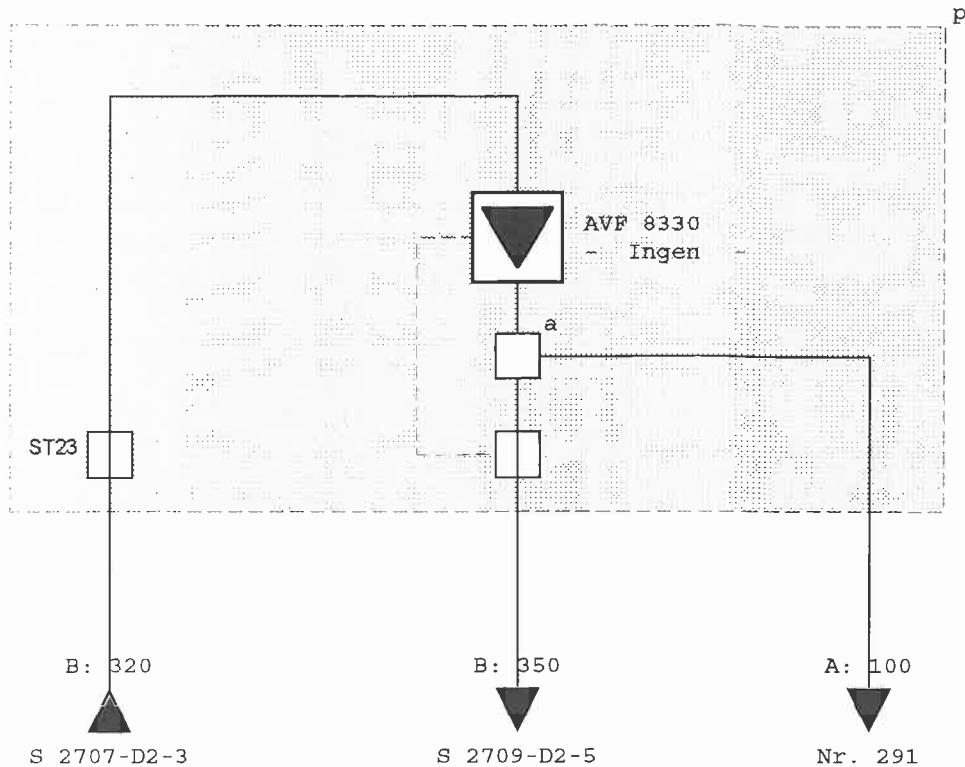 p
AVF 8330
- Ingen -
a
ST23
B: 320
B: 350
A: 100
S 2707-D2-3
S 2709-D2-5
Nr. 291